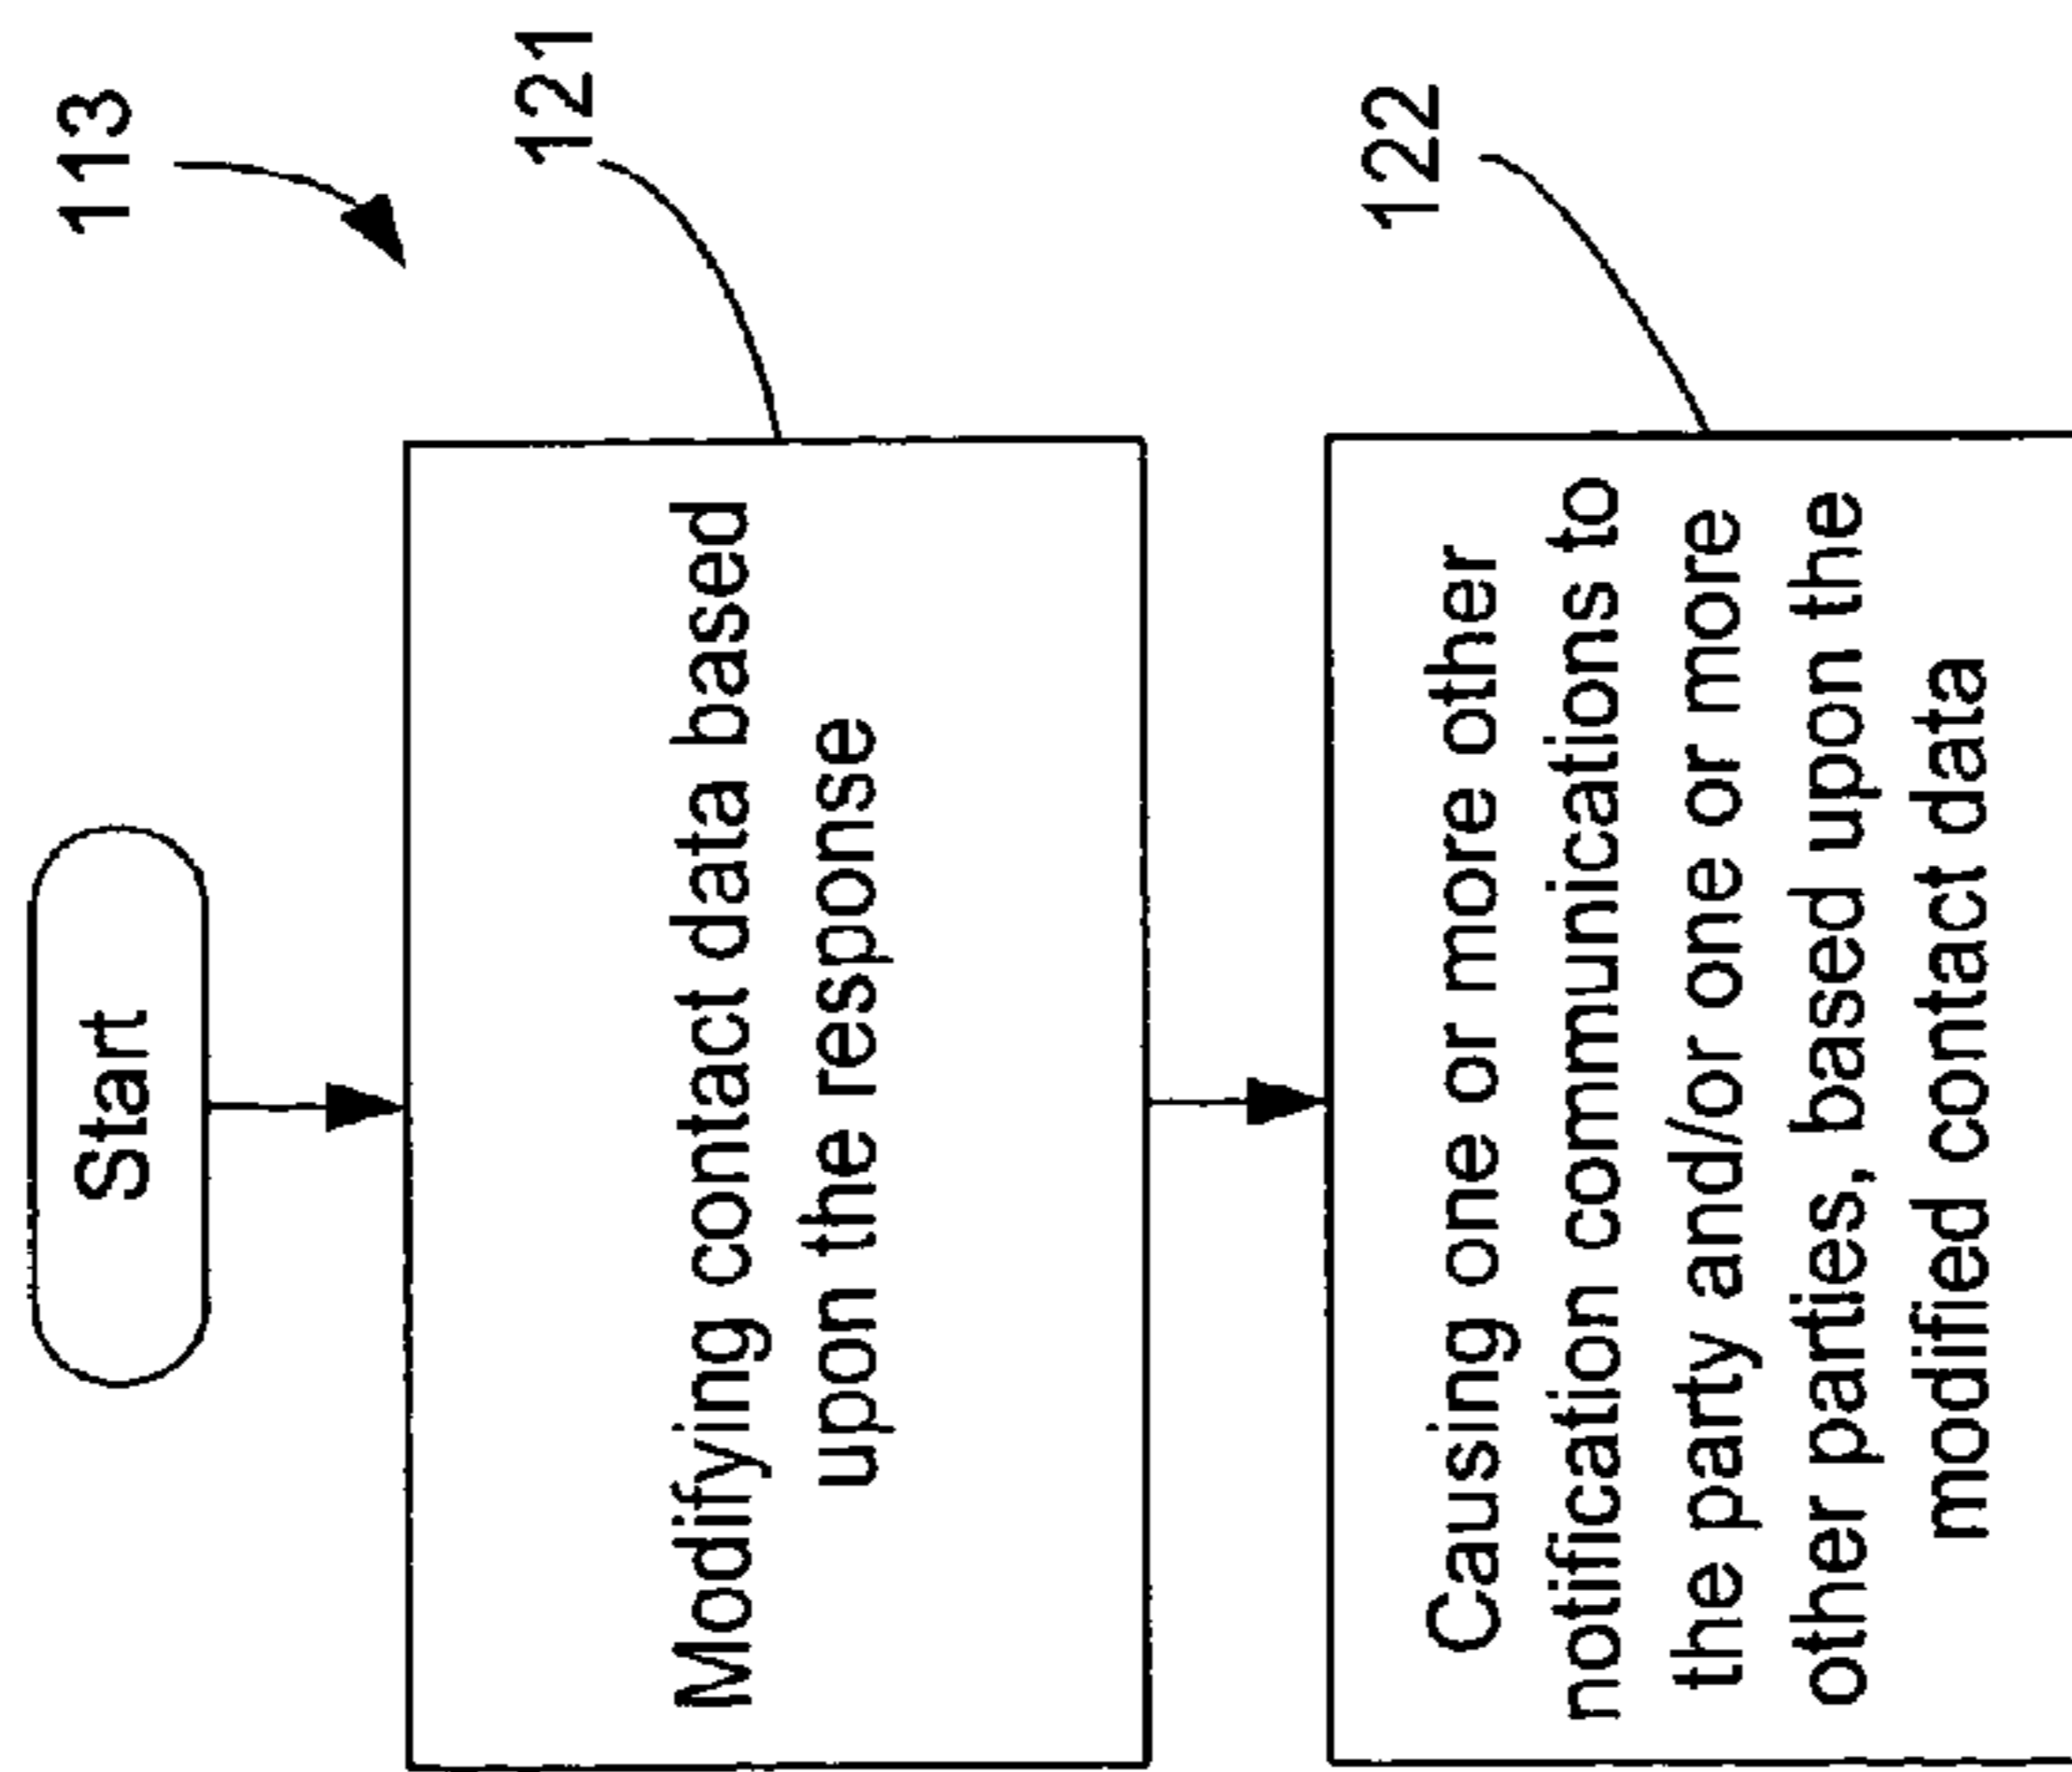 113
Start
121
Modifying contact data based
upon the response
122
Causing one or more other
notification communications to
the party and/or one or more
other parties, based upon the
modified contact data